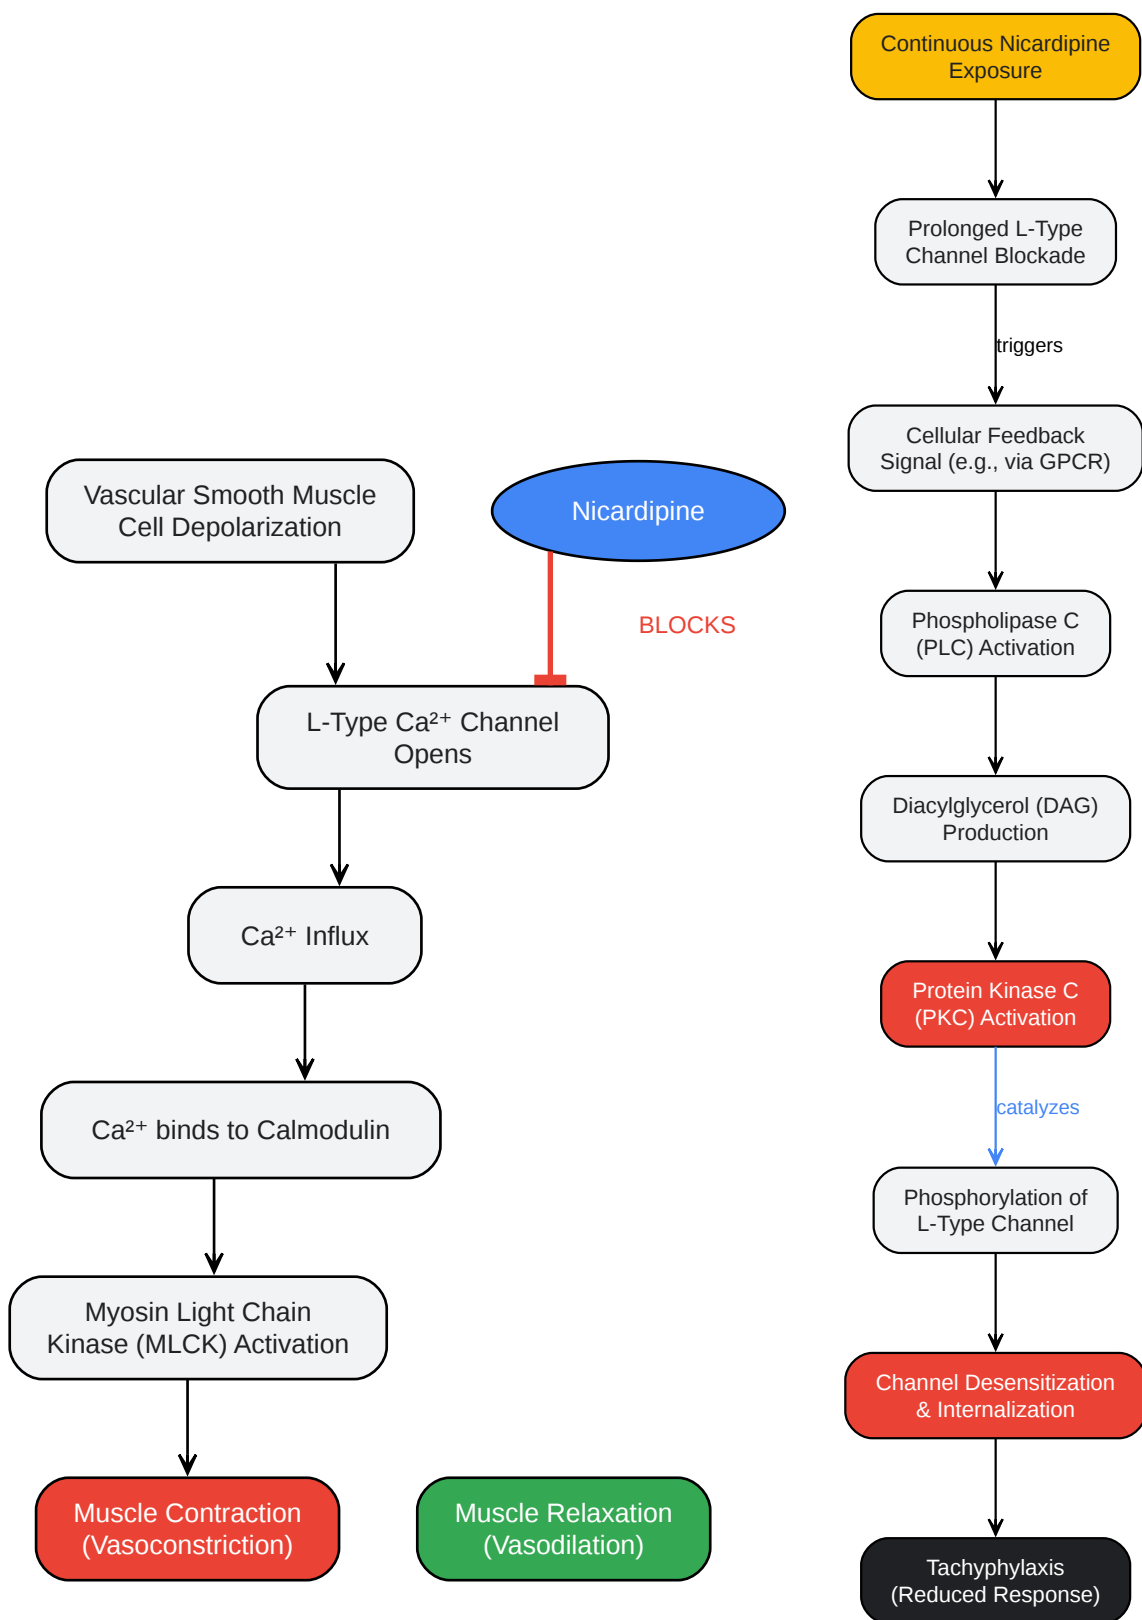 Vascular Smooth Muscle
Cell Depolarization
Nicardipine
BLOCKS
L-Type Ca²⁺ Channel
Opens
Ca²⁺ Influx
Ca²⁺ binds to Calmodulin
Myosin Light Chain
Kinase (MLCK) Activation
Muscle Contraction
(Vasoconstriction)
Muscle Relaxation
(Vasodilation)
Continuous Nicardipine
Exposure
Prolonged L-Type
Channel Blockade
triggers
Cellular Feedback
Signal (e.g., via GPCR)
Phospholipase C
(PLC) Activation
Diacylglycerol (DAG)
Production
Protein Kinase C
(PKC) Activation
catalyzes
Phosphorylation of
L-Type Channel
Channel Desensitization
& Internalization
Tachyphylaxis
(Reduced Response)